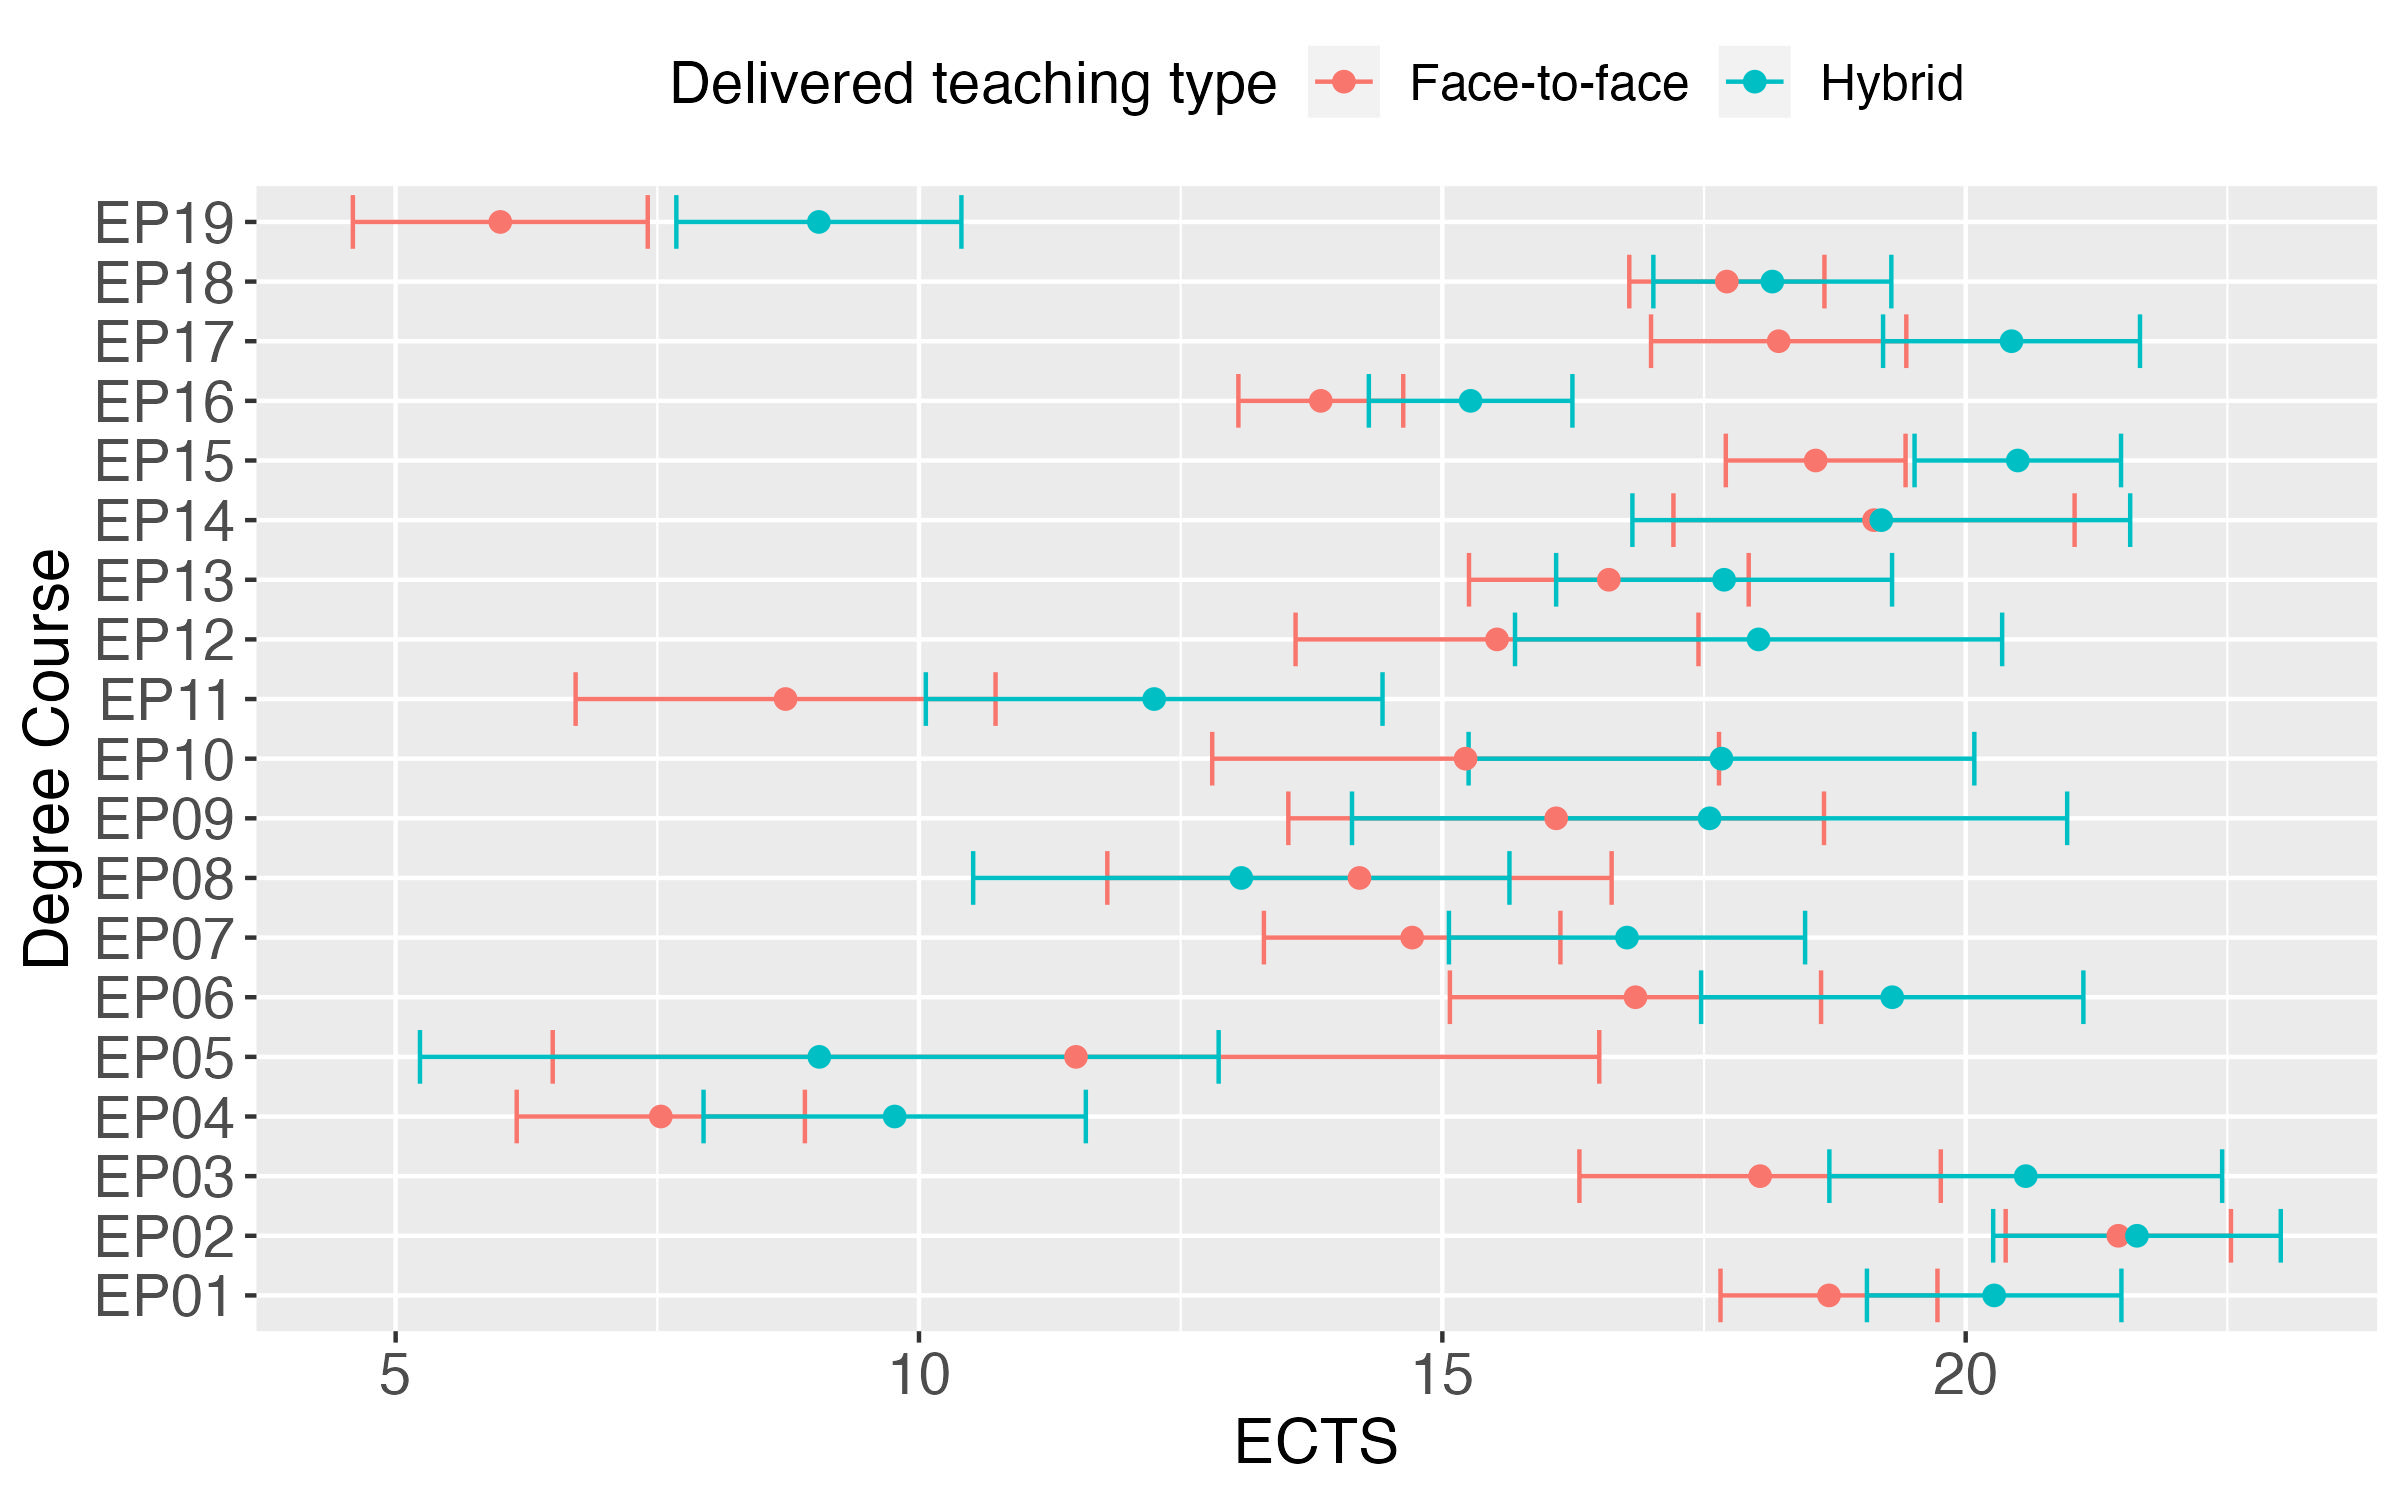 Delivered teaching type Face-to-face Hybrid
EP19
EP18
EP17
EP16
EP15
EP14
EP13
EP12
EP11
EP10
EP09
EP08
EP07
EP06
EP05
EP04
EP03
EP02
EP01
Degree Course
5 10 15 20
ECTS